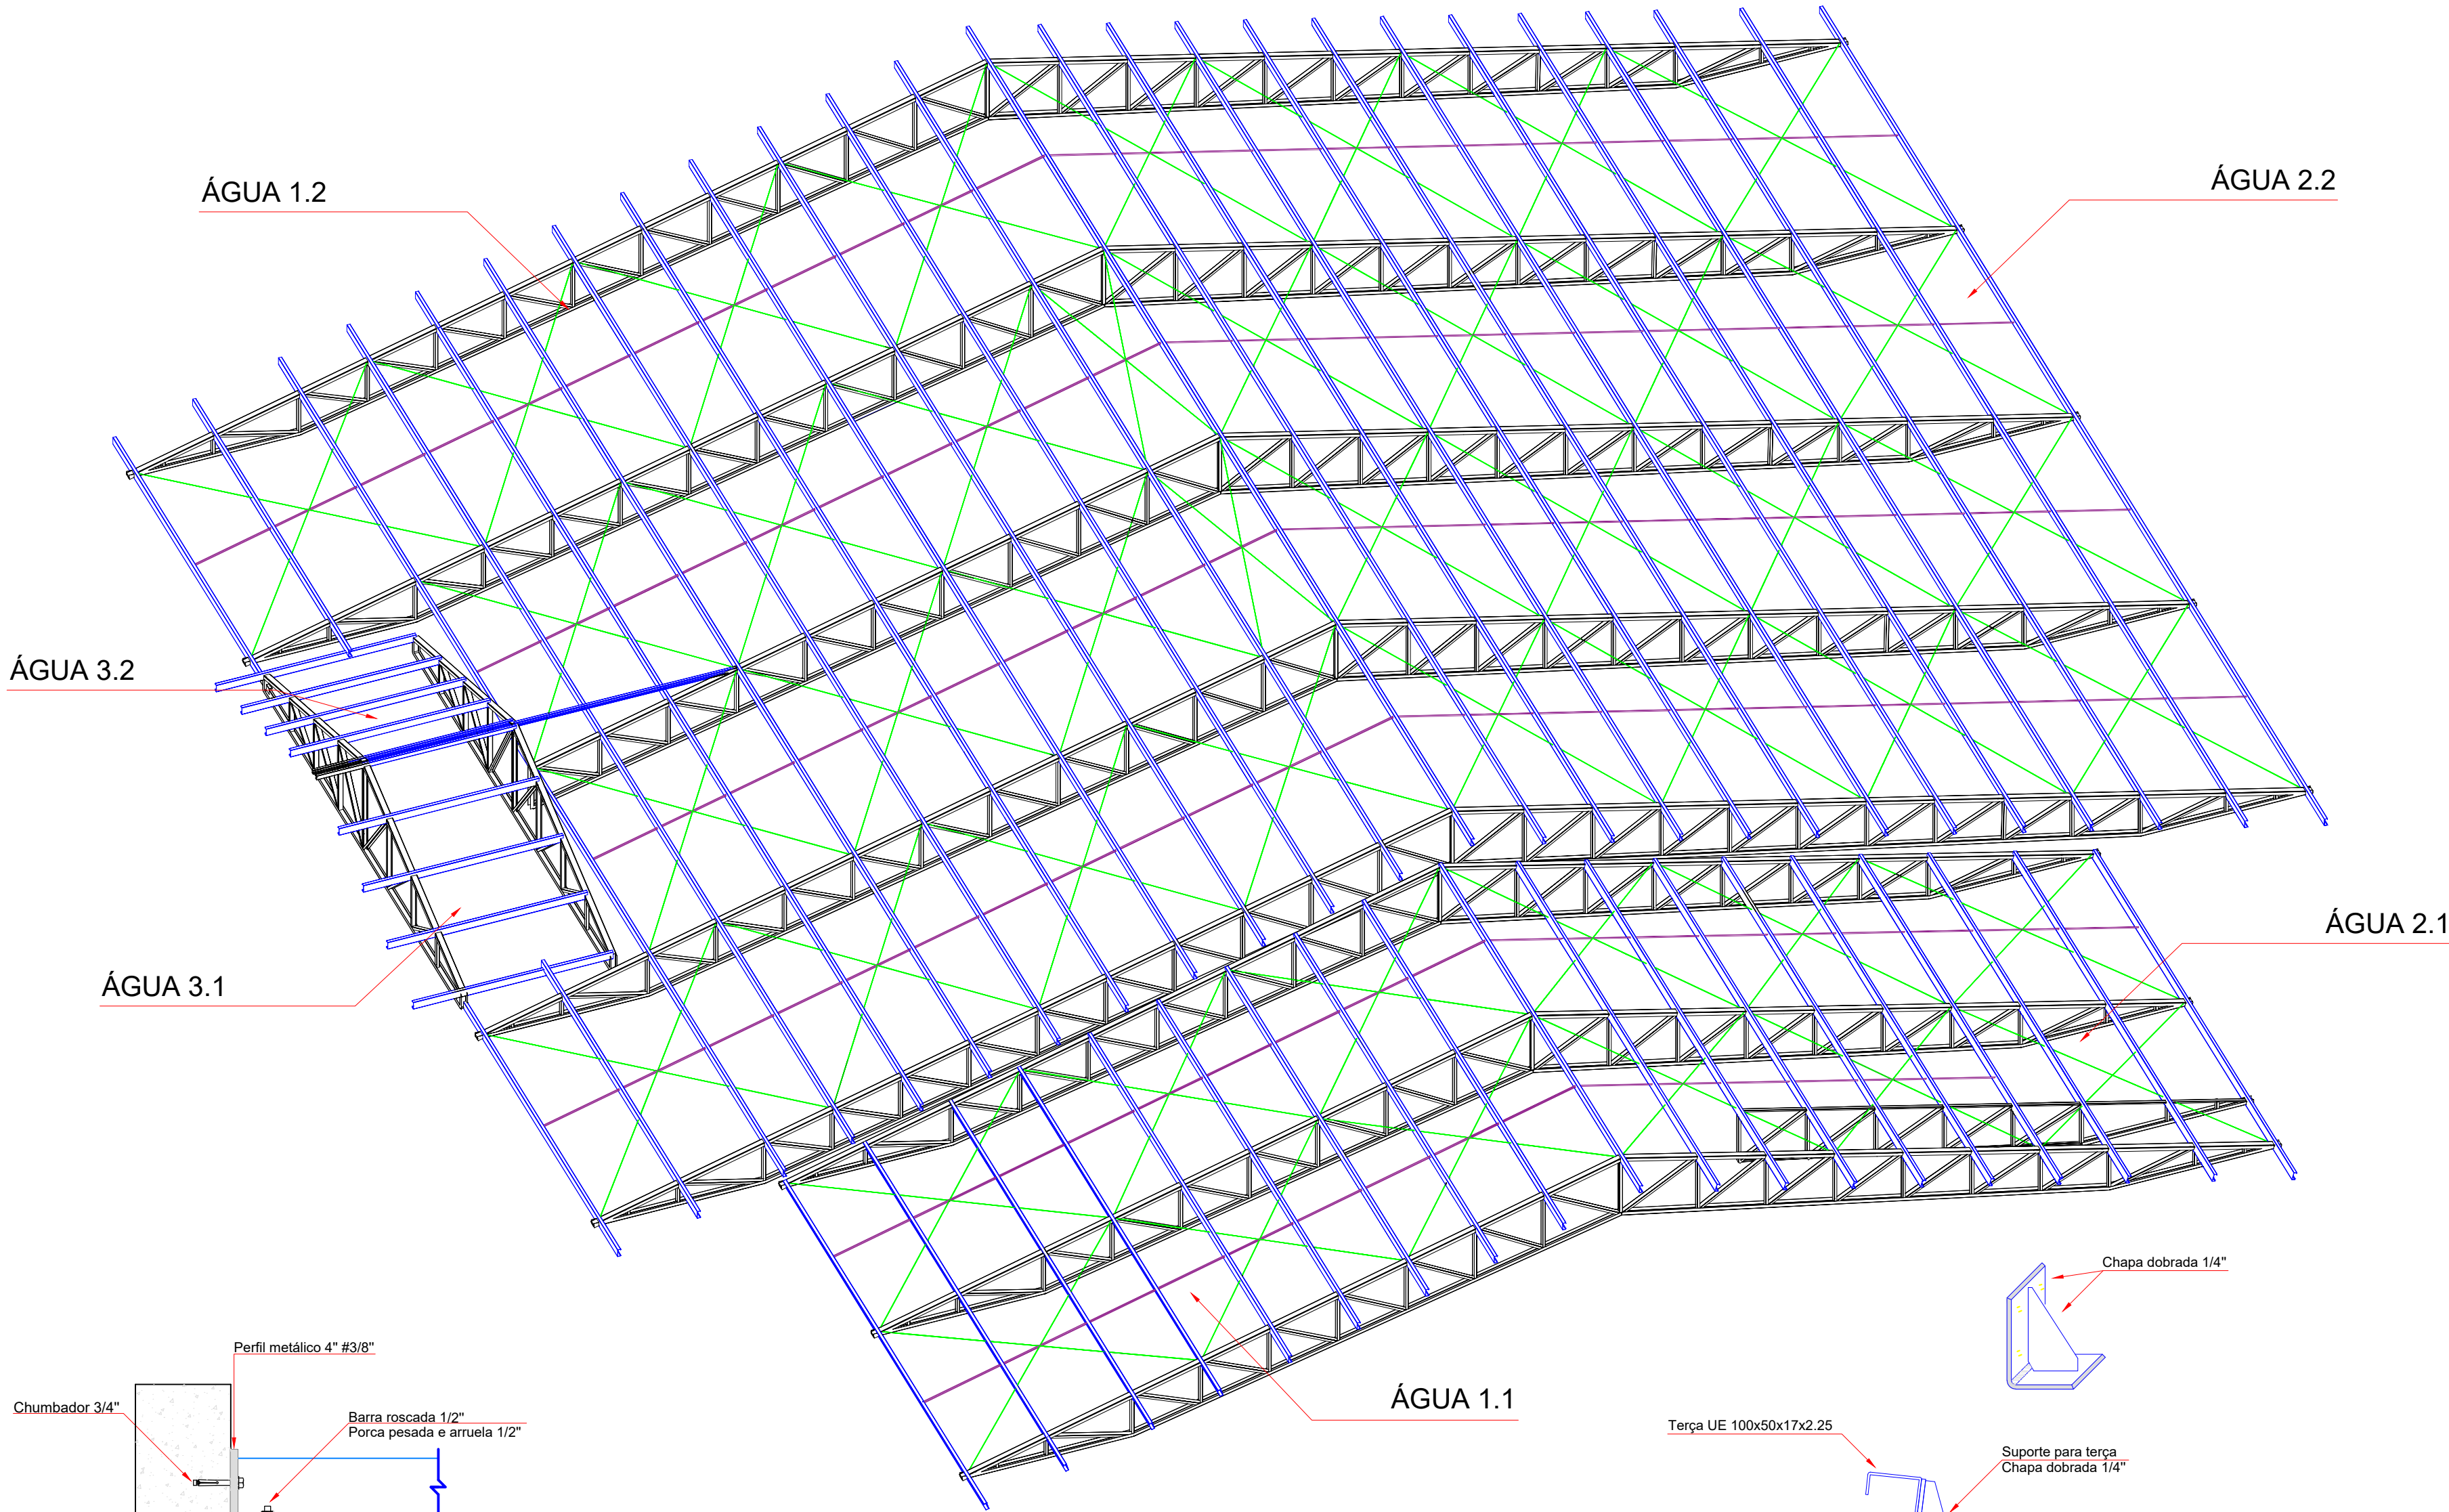 ÁGUA 1.2
ÁGUA 2.2
ÁGUA 3.2
ÁGUA 2.1
ÁGUA 3.1
Chapa dobrada 1/4"
Perfil metálico 4" #3/8"
ÁGUA 1.1
Chumbador 3/4"
Barra roscada 1/2"
Porca pesada e arruela 1/2"
Terça UE 100x50x17x2.25
Suporte para terça
Chapa dobrada 1/4"